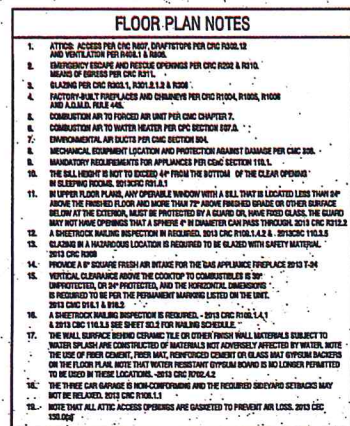 FLOOR PLAN NOTES
1. ATTICS: ACCESS PER CRC R807, DRAFTSTOPS PER CRC R302.12
AND VENTILATION PER R408.1 & R806.
2. EMERGENCY ESCAPE AND RESCUE OPENINGS PER CRC R202 & R310.
MEANS OF EGRESS PER CRC R311.
3. GLAZING PER CRC R303.1, R301.2.1.2 & R308
4. FACTORY-BUILT FIREPLACES AND CHIMNEYS PER CRC R1004, R1005, R1006
AND A.Q.M.D. RULE 445.
5. COMBUSTION AIR TO FORCED AIR UNIT PER CMC CHAPTER 7.
6. COMBUSTION AIR TO WATER HEATER PER CPC SECTION 507.0.
7. ENVIRONMENTAL AIR DUCTS PER CMC SECTION 504.
8. MECHANICAL EQUIPMENT LOCATION AND PROTECTION AGAINST DAMAGE PER CMC 308.
9. MANDATORY REQUIREMENTS FOR APPLIANCES PER CEnC SECTION 110.1.
10. THE SILL HEIGHT IS NOT TO EXCEED 44" FROM THE BOTTOM OF THE CLEAR OPENING
IN SLEEPING ROOMS. 2013CFC R31.0.1
11. IN UPPER FLOOR PLANS, ANY OPERABLE WINDOW WITH A SILL THAT IS LOCATED LESS THAN 24"
ABOVE THE FINISHED FLOOR AND MORE THAN 72" ABOVE FINISHED GRADE OR OTHER SURFACE
BELOW AT THE EXTERIOR, MUST BE PROTECTED BY A GUARD OR, HAVE FIXED GLASS. THE GUARD
MAY NOT HAVE OPENINGS THAT A SPHERE 4" IN DIAMETER CAN PASS THROUGH. 2013 CRC R312.2
12. A SHEETROCK NAILING INSPECTION IS REQUIRED. 2013 CRC R109.1.4.2 & 2013CBC 110.3.5
13. GLAZING IN A HAZARDOUS LOCATION IS REQUIRED TO BE GLAZED WITH SAFETY MATERIAL.
2013 CRC R308
14. PROVIDE A 6" SQUARE FRESH AIR INTAKE FOR THE GAS APPLIANCE FIREPLACE 2013 T-24
15. VERTICAL CLEARANCE ABOVE THE COOKTOP TO COMBUSTIBLES IS 30"
UNPROTECTED, OR 24" PROTECTED, AND THE HORIZONTAL DIMENSIONS
IS REQUIRED TO BE PER THE PERMANENT MARKING LISTED ON THE UNIT.
2013 CMC 916.1 & 916.2
16. A SHEETROCK NAILING INSPECTION IS REQUIRED. - 2013 CRC R109.1.4.1
& 2013 CBC 110.3.5 SEE SHEET SD.2 FOR NAILING SCHEDULE.
17. THE WALL SURFACE BEHIND CERAMIC TILE OR OTHER FINISH WALL MATERIALS SUBJECT TO
WATER SPLASH ARE CONSTRUCTED OF MATERIALS NOT ADVERSELY AFFECTED BY WATER. NOTE
THE USE OF FIBER CEMENT, FIBER MAT, REINFORCED CEMENT OR GLASS MAT GYPSUM BACKERS
ON THE FLOOR PLAN. NOTE THAT WATER RESISTANT GYPSUM BOARD IS NO LONGER PERMITTED
TO BE USED IN THESE LOCATIONS. -2013 CRC R702.4.2
18. THE THREE CAR GARAGE IS NON-CONFORMING AND THE REQUIRED SIDEYARD SETBACKS MAY
NOT BE RELAXED. 2013 CRC R106.1.1
19. NOTE THAT ALL ATTIC ACCESS OPENINGS ARE GASKETED TO PREVENT AIR LOSS. 2013 CEC
150.0(a)